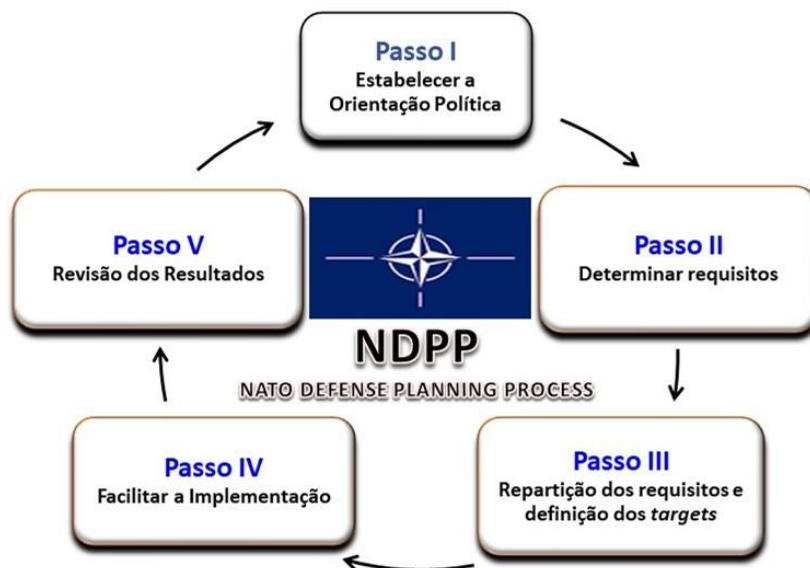 Passo I
Estabelecer a
Orientação Política
Passo V
Revisão dos Resultados
Passo II
Determinar requisitos
NDPP
NATO DEFENSE PLANNING PROCESS
Passo IV
Facilitar a Implementação
Passo III
Repartição dos requisitos e
definição dos targets